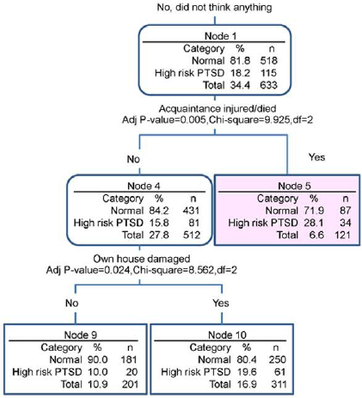 No, did not think anything
Node 1
Category % n
Normal 81.8 518
High risk PTSD 18.2 115
Total 34.4 633
Acquaintance injured/died
Adj P-value=0.005,Chi-square=9.925,df=2
No Yes
Node 4
Category % n
Normal 84.2 431
High risk PTSD 15.8 81
Total 27.8 512
Node 5
Category % n
Normal 71.9 87
High risk PTSD 28.1 34
Total 6.6 121
Own house damaged
Adj P-value=0.024,Chi-square=8.562,df=2
No Yes
Node 9
Category % n
Normal 90.0 181
High risk PTSD 10.0 20
Total 10.9 201
Node 10
Category % n
Normal 80.4 250
High risk PTSD 19.6 61
Total 16.9 311